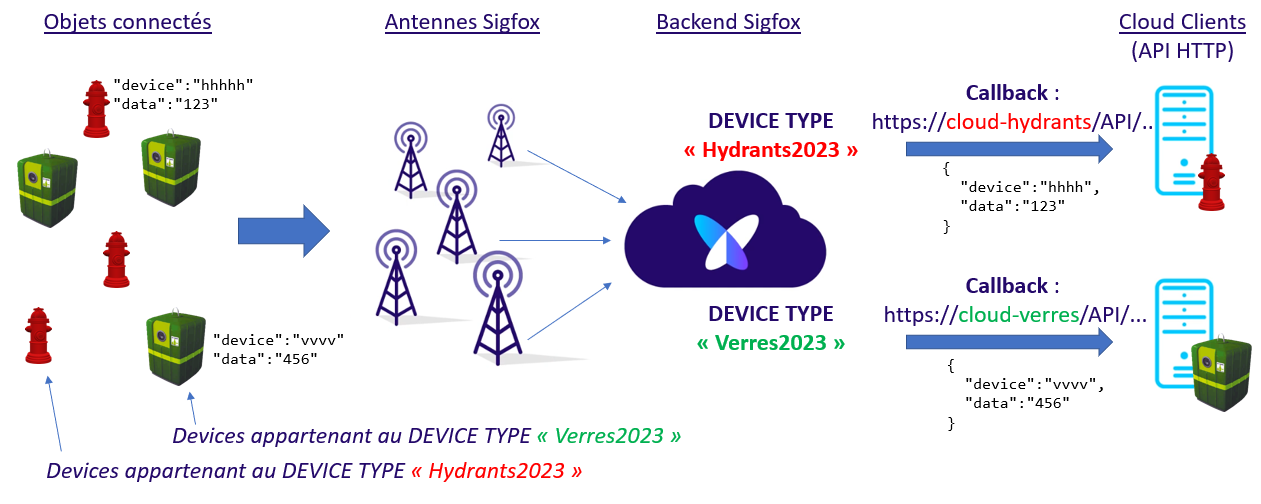 Objets connectés
Antennes Sigfox
Backend Sigfox
Cloud Clients
(API HTTP)
"device":"hhhhh"
"data":"123"
DEVICE TYPE
« Hydrants2023 »
Callback :
https://cloud-hydrants/API/...
{
"device":"hhhh",
"data":"123"
}
DEVICE TYPE
« Verres2023 »
Callback :
https://cloud-verres/API/...
{
"device":"vvvv",
"data":"456"
}
"device":"vvvv"
"data":"456"
Devices appartenant au DEVICE TYPE « Verres2023 »
Devices appartenant au DEVICE TYPE « Hydrants2023 »